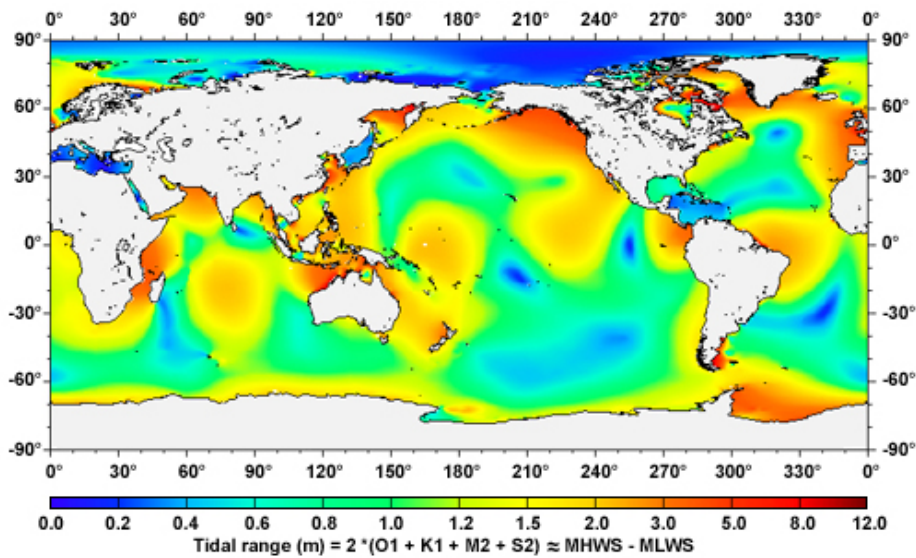 0° 30° 60° 90° 120° 150° 180° 210° 240° 270° 300° 330° 0°
90° 90°
60° 60°
30° 30°
0° 0°
-30° -30°
-60° -60°
-90° -90°
0° 30° 60° 90° 120° 150° 180° 210° 240° 270° 300° 330° 0°
0.0 0.2 0.4 0.6 0.8 1.0 1.2 1.5 2.0 3.0 5.0 8.0 12.0
Tidal range (m) = 2 *(O1 + K1 + M2 + S2) ≈ MHWS - MLWS